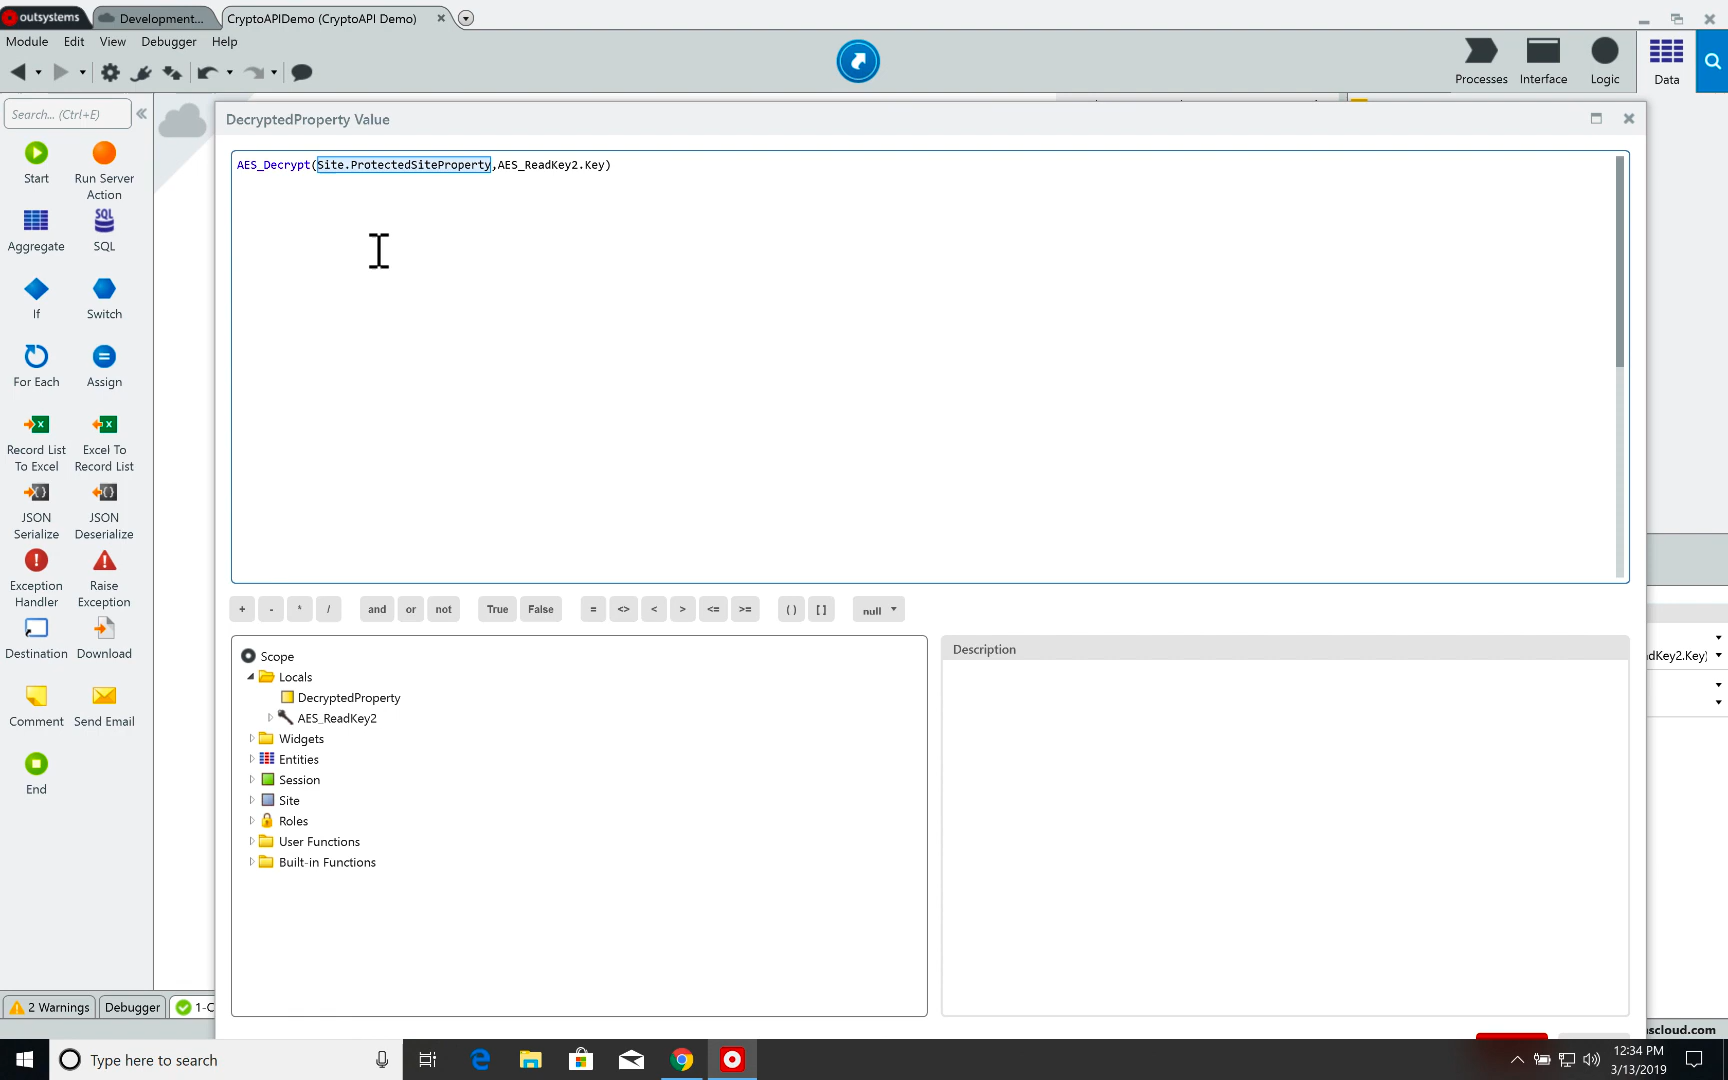 outsystems
Development...
CryptoAPIDemo (CryptoAPI Demo)
Module Edit View Debugger Help
Processes
Interface
Logic
Data
Search... (Ctrl+E)
Start
Run Server
Action
Aggregate
SQL
SQL
If
Switch
For Each
Assign
Record List
To Excel
Excel To
Record List
JSON
Serialize
JSON
Deserialize
Exception
Handler
Raise
Exception
Destination
Download
Comment
Send Email
End
DecryptedProperty Value
AES_Decrypt(Site.ProtectedSiteProperty,AES_ReadKey2.Key)
+ - * / and or not True False = <> < > <= >= ( ) [ ] null
Scope
Locals
DecryptedProperty
AES_ReadKey2
Widgets
Entities
Session
Site
Roles
User Functions
Built-in Functions
Description
dKey2.Key)
2 Warnings
Debugger
1-C
scloud.com
Type here to search
12:34 PM
3/13/2019